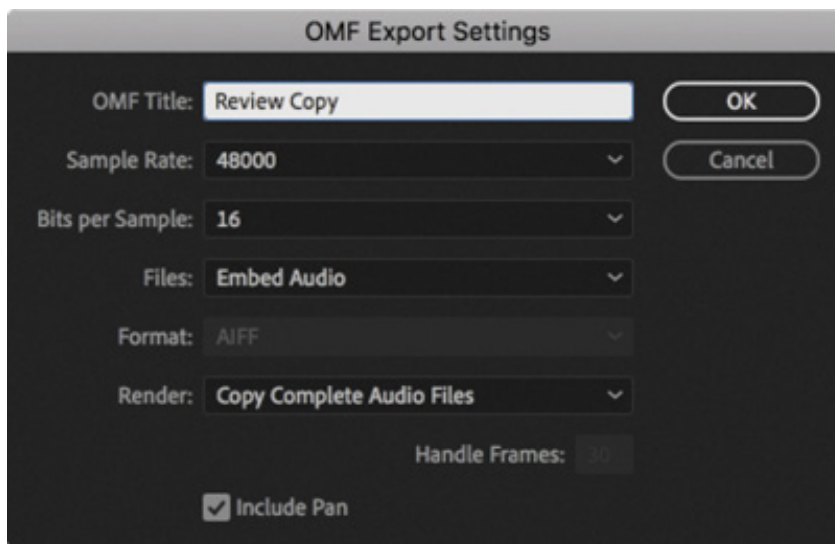 OMF Export Settings
OMF Title: Review Copy OK
Sample Rate: 48000 Cancel
Bits per Sample: 16
Files: Embed Audio
Format: AIFF
Render: Copy Complete Audio Files
Handle Frames: 30
Include Pan